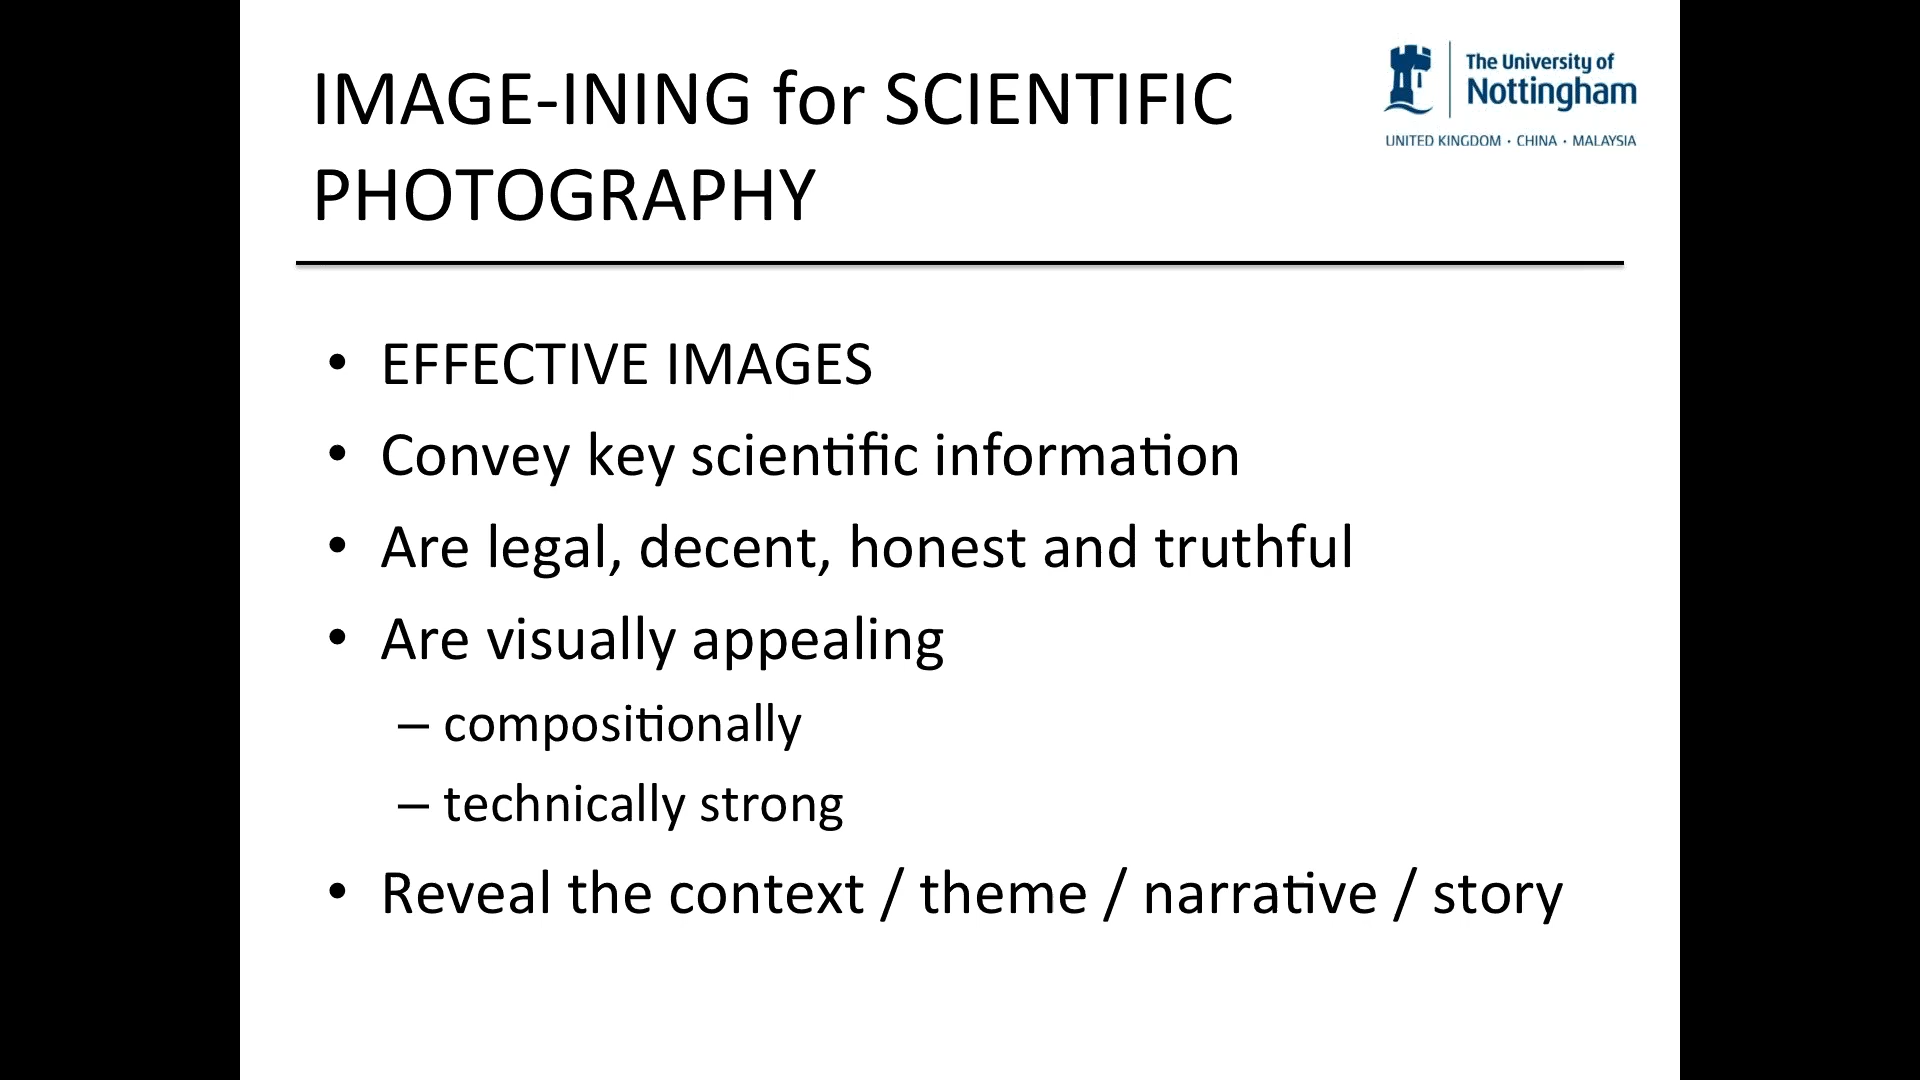 IMAGE-INING for SCIENTIFIC
PHOTOGRAPHY
The University of
Nottingham
UNITED KINGDOM · CHINA · MALAYSIA
• EFFECTIVE IMAGES
• Convey key scientific information
• Are legal, decent, honest and truthful
• Are visually appealing
– compositionally
– technically strong
• Reveal the context / theme / narrative / story